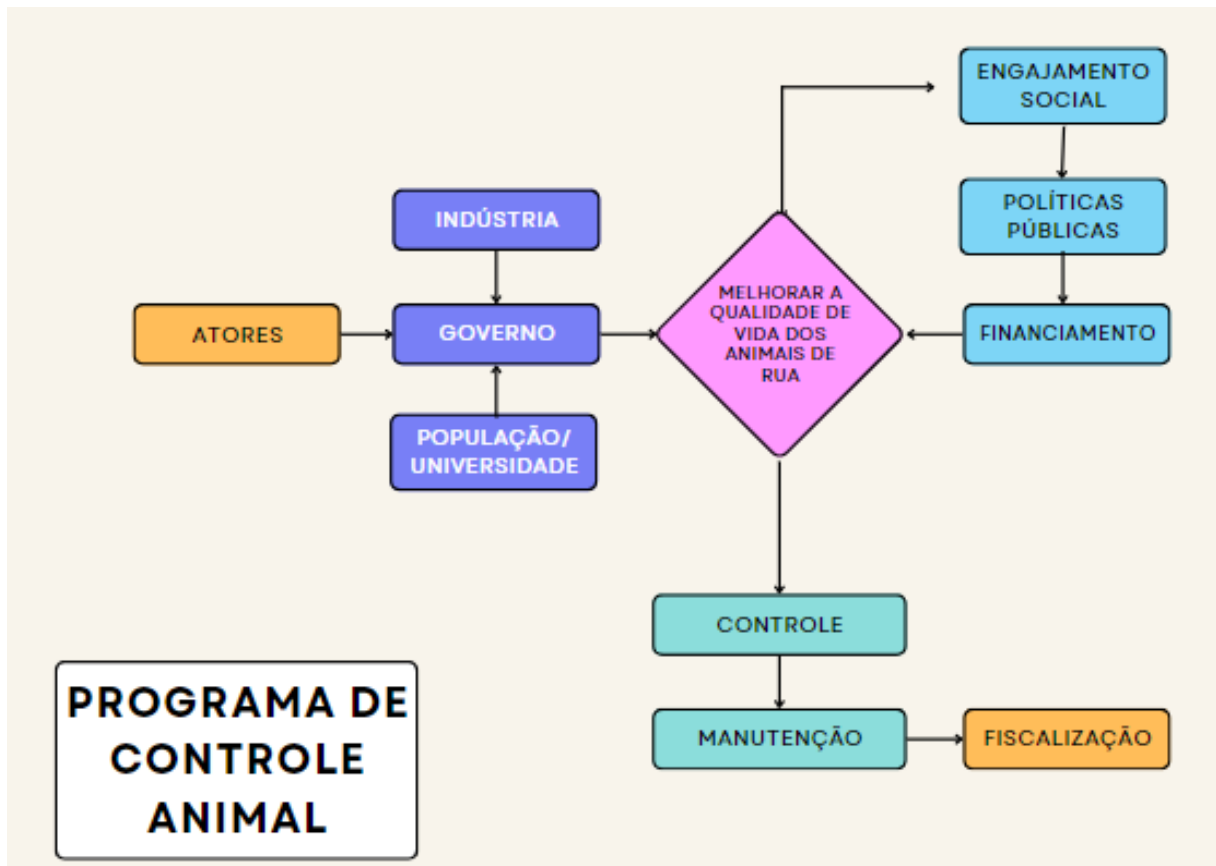 ENGAJAMENTO
SOCIAL
POLÍTICAS
PÚBLICAS
INDÚSTRIA
ATORES
GOVERNO
MELHORAR A
QUALIDADE DE
VIDA DOS
ANIMAIS DE
RUA
FINANCIAMENTO
POPULAÇÃO/
UNIVERSIDADE
CONTROLE
MANUTENÇÃO
FISCALIZAÇÃO
PROGRAMA DE
CONTROLE
ANIMAL